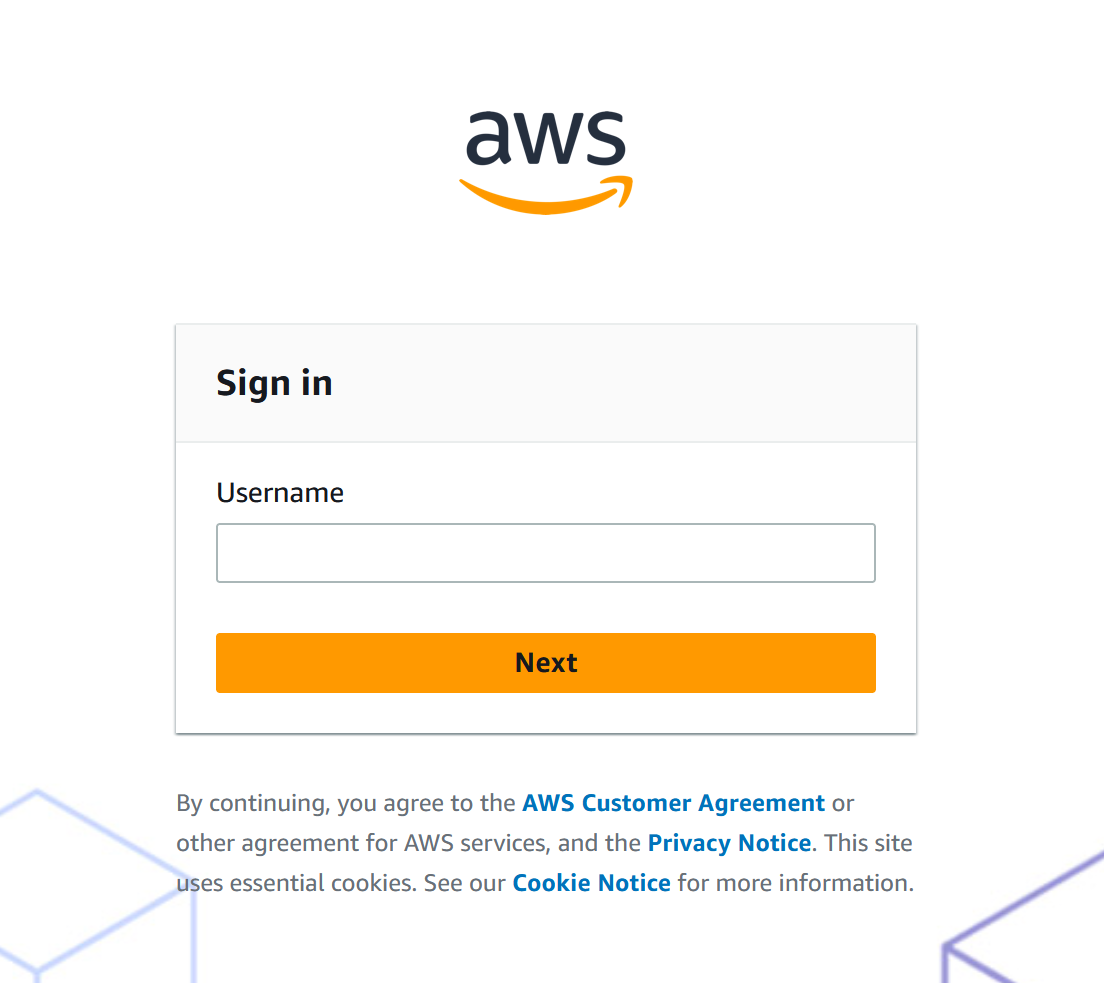 aws
Sign in
Username
Next
By continuing, you agree to the AWS Customer Agreement or
other agreement for AWS services, and the Privacy Notice. This site
uses essential cookies. See our Cookie Notice for more information.